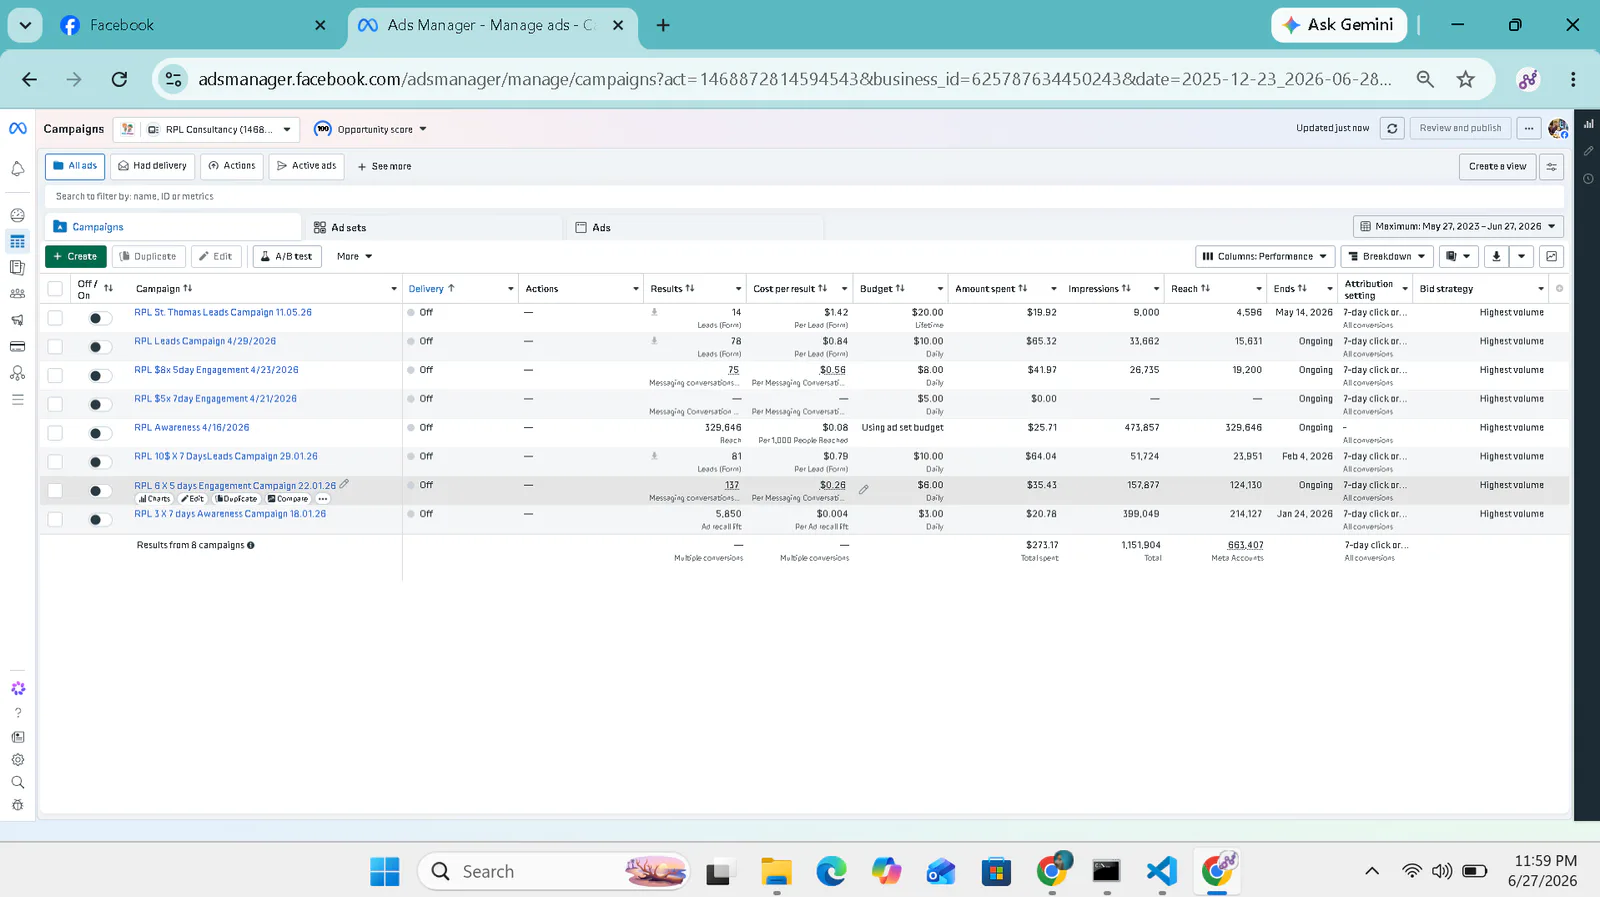 Facebook
Ads Manager - Manage ads - C
Ask Gemini
adsmanager.facebook.com/adsmanager/manage/campaigns?act=1468872814594543&business_id=625787634450243&date=2025-12-23_2026-06-28...
Campaigns RPL Consultancy (1468... 100 Opportunity score Updated just now Review and publish ...
All ads Had delivery Actions Active ads + See more Create a view
Search to filter by: name, ID or metrics
Campaigns Ad sets Ads Maximum: May 27, 2023 – Jun 27, 2026
+ Create Duplicate Edit A/B test More Columns: Performance Breakdown
Off / On Campaign Delivery ↑ Actions Results Cost per result Budget Amount spent Impressions Reach Ends Attribution setting Bid strategy
RPL St. Thomas Leads Campaign 11.05.26 Off — 14 $1.42 $20.00 $19.92 9,000 4,596 May 14, 2026 7-day click or... Highest volume
Leads (Form) Per Lead (Form) Lifetime All conversions
RPL Leads Campaign 4/29/2026 Off — 78 $0.84 $10.00 $65.32 33,662 15,631 Ongoing 7-day click or... Highest volume
Leads (Form) Per Lead (Form) Daily All conversions
RPL $8x 5day Engagement 4/23/2026 Off — 75 $0.56 $8.00 $41.97 26,735 19,200 Ongoing 7-day click or... Highest volume
Messaging conversations... Per Messaging Conversati... Daily All conversions
RPL $5x 7day Engagement 4/21/2026 Off — — — $5.00 $0.00 — — Ongoing 7-day click or... Highest volume
Messaging Conversation ... Per Messaging Conversati... Daily All conversions
RPL Awareness 4/16/2026 Off — 329,646 $0.08 Using ad set budget $25.71 473,857 329,646 Ongoing - Highest volume
Reach Per 1,000 People Reached All conversions
RPL 10$ X 7 DaysLeads Campaign 29.01.26 Off — 81 $0.79 $10.00 $64.04 51,724 23,951 Feb 4, 2026 7-day click or... Highest volume
Leads (Form) Per Lead (Form) Daily All conversions
RPL 6 X 5 days Engagement Campaign 22.01.26 Off — 137 $0.26 $6.00 $35.43 157,877 124,130 Ongoing 7-day click or... Highest volume
Charts Edit Duplicate Compare ... Messaging conversations... Per Messaging Conversati... Daily All conversions
RPL 3 X 7 days Awareness Campaign 18.01.26 Off — 5,850 $0.004 $3.00 $20.78 399,049 214,127 Jan 24, 2026 7-day click or... Highest volume
Ad recall lift Per Ad recall lift Daily All conversions
Results from 8 campaigns — — $273.17 1,151,904 663,407 7-day click or...
Multiple conversions Multiple conversions Total spent Total Meta Accounts All conversions
Search
11:59 PM
6/27/2026